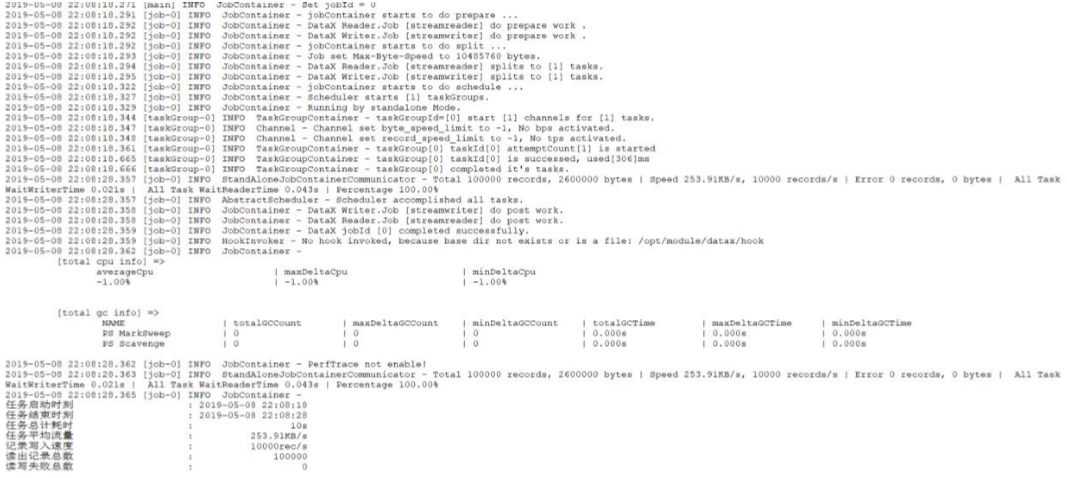 2019-05-08 22:08:18.271 [main] INFO  JobContainer - Set jobId = 0
2019-05-08 22:08:18.291 [job-0] INFO  JobContainer - jobContainer starts to do prepare ...
2019-05-08 22:08:18.292 [job-0] INFO  JobContainer - DataX Reader.Job [streamreader] do prepare work .
2019-05-08 22:08:18.292 [job-0] INFO  JobContainer - DataX Writer.Job [streamwriter] do prepare work .
2019-05-08 22:08:18.292 [job-0] INFO  JobContainer - jobContainer starts to do split ...
2019-05-08 22:08:18.293 [job-0] INFO  JobContainer - Job set Max-Byte-Speed to 10485760 bytes.
2019-05-08 22:08:18.294 [job-0] INFO  JobContainer - DataX Reader.Job [streamreader] splits to [1] tasks.
2019-05-08 22:08:18.295 [job-0] INFO  JobContainer - DataX Writer.Job [streamwriter] splits to [1] tasks.
2019-05-08 22:08:18.322 [job-0] INFO  JobContainer - jobContainer starts to do schedule ...
2019-05-08 22:08:18.327 [job-0] INFO  JobContainer - Scheduler starts [1] taskGroups.
2019-05-08 22:08:18.329 [job-0] INFO  JobContainer - Running by standalone Mode.
2019-05-08 22:08:18.344 [taskGroup-0] INFO  TaskGroupContainer - taskGroupId=[0] start [1] channels for [1] tasks.
2019-05-08 22:08:18.347 [taskGroup-0] INFO  Channel - Channel set byte_speed_limit to -1, No bps activated.
2019-05-08 22:08:18.348 [taskGroup-0] INFO  Channel - Channel set record_speed_limit to -1, No tps activated.
2019-05-08 22:08:18.361 [taskGroup-0] INFO  TaskGroupContainer - taskGroup[0] taskId[0] attemptCount[1] is started
2019-05-08 22:08:18.665 [taskGroup-0] INFO  TaskGroupContainer - taskGroup[0] taskId[0] is successed, used[306]ms
2019-05-08 22:08:18.666 [taskGroup-0] INFO  TaskGroupContainer - taskGroup[0] completed it's tasks.
2019-05-08 22:08:28.357 [job-0] INFO  StandAloneJobContainerCommunicator - Total 100000 records, 2600000 bytes | Speed 253.91KB/s, 10000 records/s | Error 0 records, 0 bytes |  All Task
WaitWriterTime 0.021s |  All Task WaitReaderTime 0.043s | Percentage 100.00%
2019-05-08 22:08:28.357 [job-0] INFO  AbstractScheduler - Scheduler accomplished all tasks.
2019-05-08 22:08:28.358 [job-0] INFO  JobContainer - DataX Writer.Job [streamwriter] do post work.
2019-05-08 22:08:28.358 [job-0] INFO  JobContainer - DataX Reader.Job [streamreader] do post work.
2019-05-08 22:08:28.359 [job-0] INFO  JobContainer - DataX jobId [0] completed successfully.
2019-05-08 22:08:28.359 [job-0] INFO  HookInvoker - No hook invoked, because base dir not exists or is a file: /opt/module/datax/hook
2019-05-08 22:08:28.362 [job-0] INFO  JobContainer -
[total cpu info] =>
averageCpu | maxDeltaCpu | minDeltaCpu
-1.00% | -1.00% | -1.00%
[total gc info] =>
NAME | totalGCCount | maxDeltaGCCount | minDeltaGCCount | totalGCTime | maxDeltaGCTime | minDeltaGCTime
PS MarkSweep | 0 | 0 | 0 | 0.000s | 0.000s | 0.000s
PS Scavenge | 0 | 0 | 0 | 0.000s | 0.000s | 0.000s
2019-05-08 22:08:28.362 [job-0] INFO  JobContainer - PerfTrace not enable!
2019-05-08 22:08:28.363 [job-0] INFO  StandAloneJobContainerCommunicator - Total 100000 records, 2600000 bytes | Speed 253.91KB/s, 10000 records/s | Error 0 records, 0 bytes |  All Task
WaitWriterTime 0.021s |  All Task WaitReaderTime 0.043s | Percentage 100.00%
2019-05-08 22:08:28.365 [job-0] INFO  JobContainer -
任务启动时刻 : 2019-05-08 22:08:18
任务结束时刻 : 2019-05-08 22:08:28
任务总计耗时 : 10s
任务平均流量 : 253.91KB/s
记录写入速度 : 10000rec/s
读出记录总数 : 100000
读写失败总数 : 0